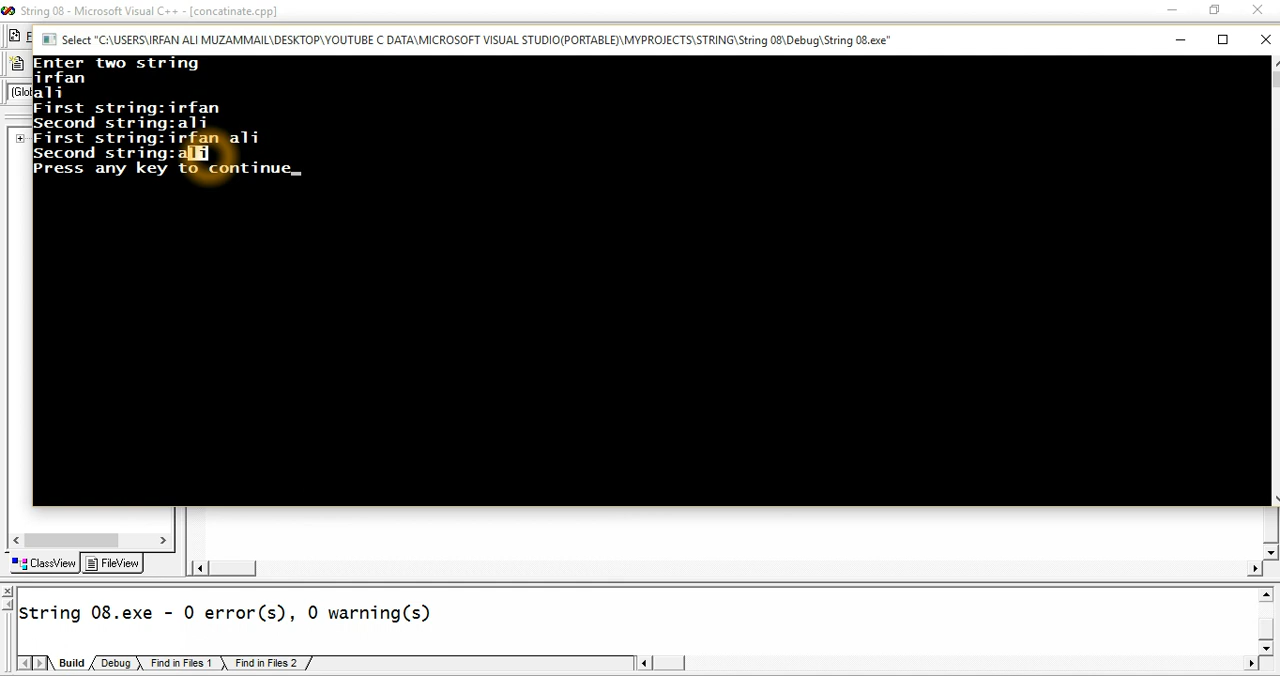 String 08 - Microsoft Visual C++ - [concatinate.cpp]
Select "C:\USERS\IRFAN ALI MUZAMMAIL\DESKTOP\YOUTUBE C DATA\MICROSOFT VISUAL STUDIO(PORTABLE)\MYPROJECTS\STRING\String 08\Debug\String 08.exe"
Enter two string
irfan
(Glob
ali
First string:irfan
Second string:ali
First string:irfan ali
Second string:ali
Press any key to continue_
ClassView FileView
String 08.exe - 0 error(s), 0 warning(s)
Build Debug Find in Files 1 Find in Files 2